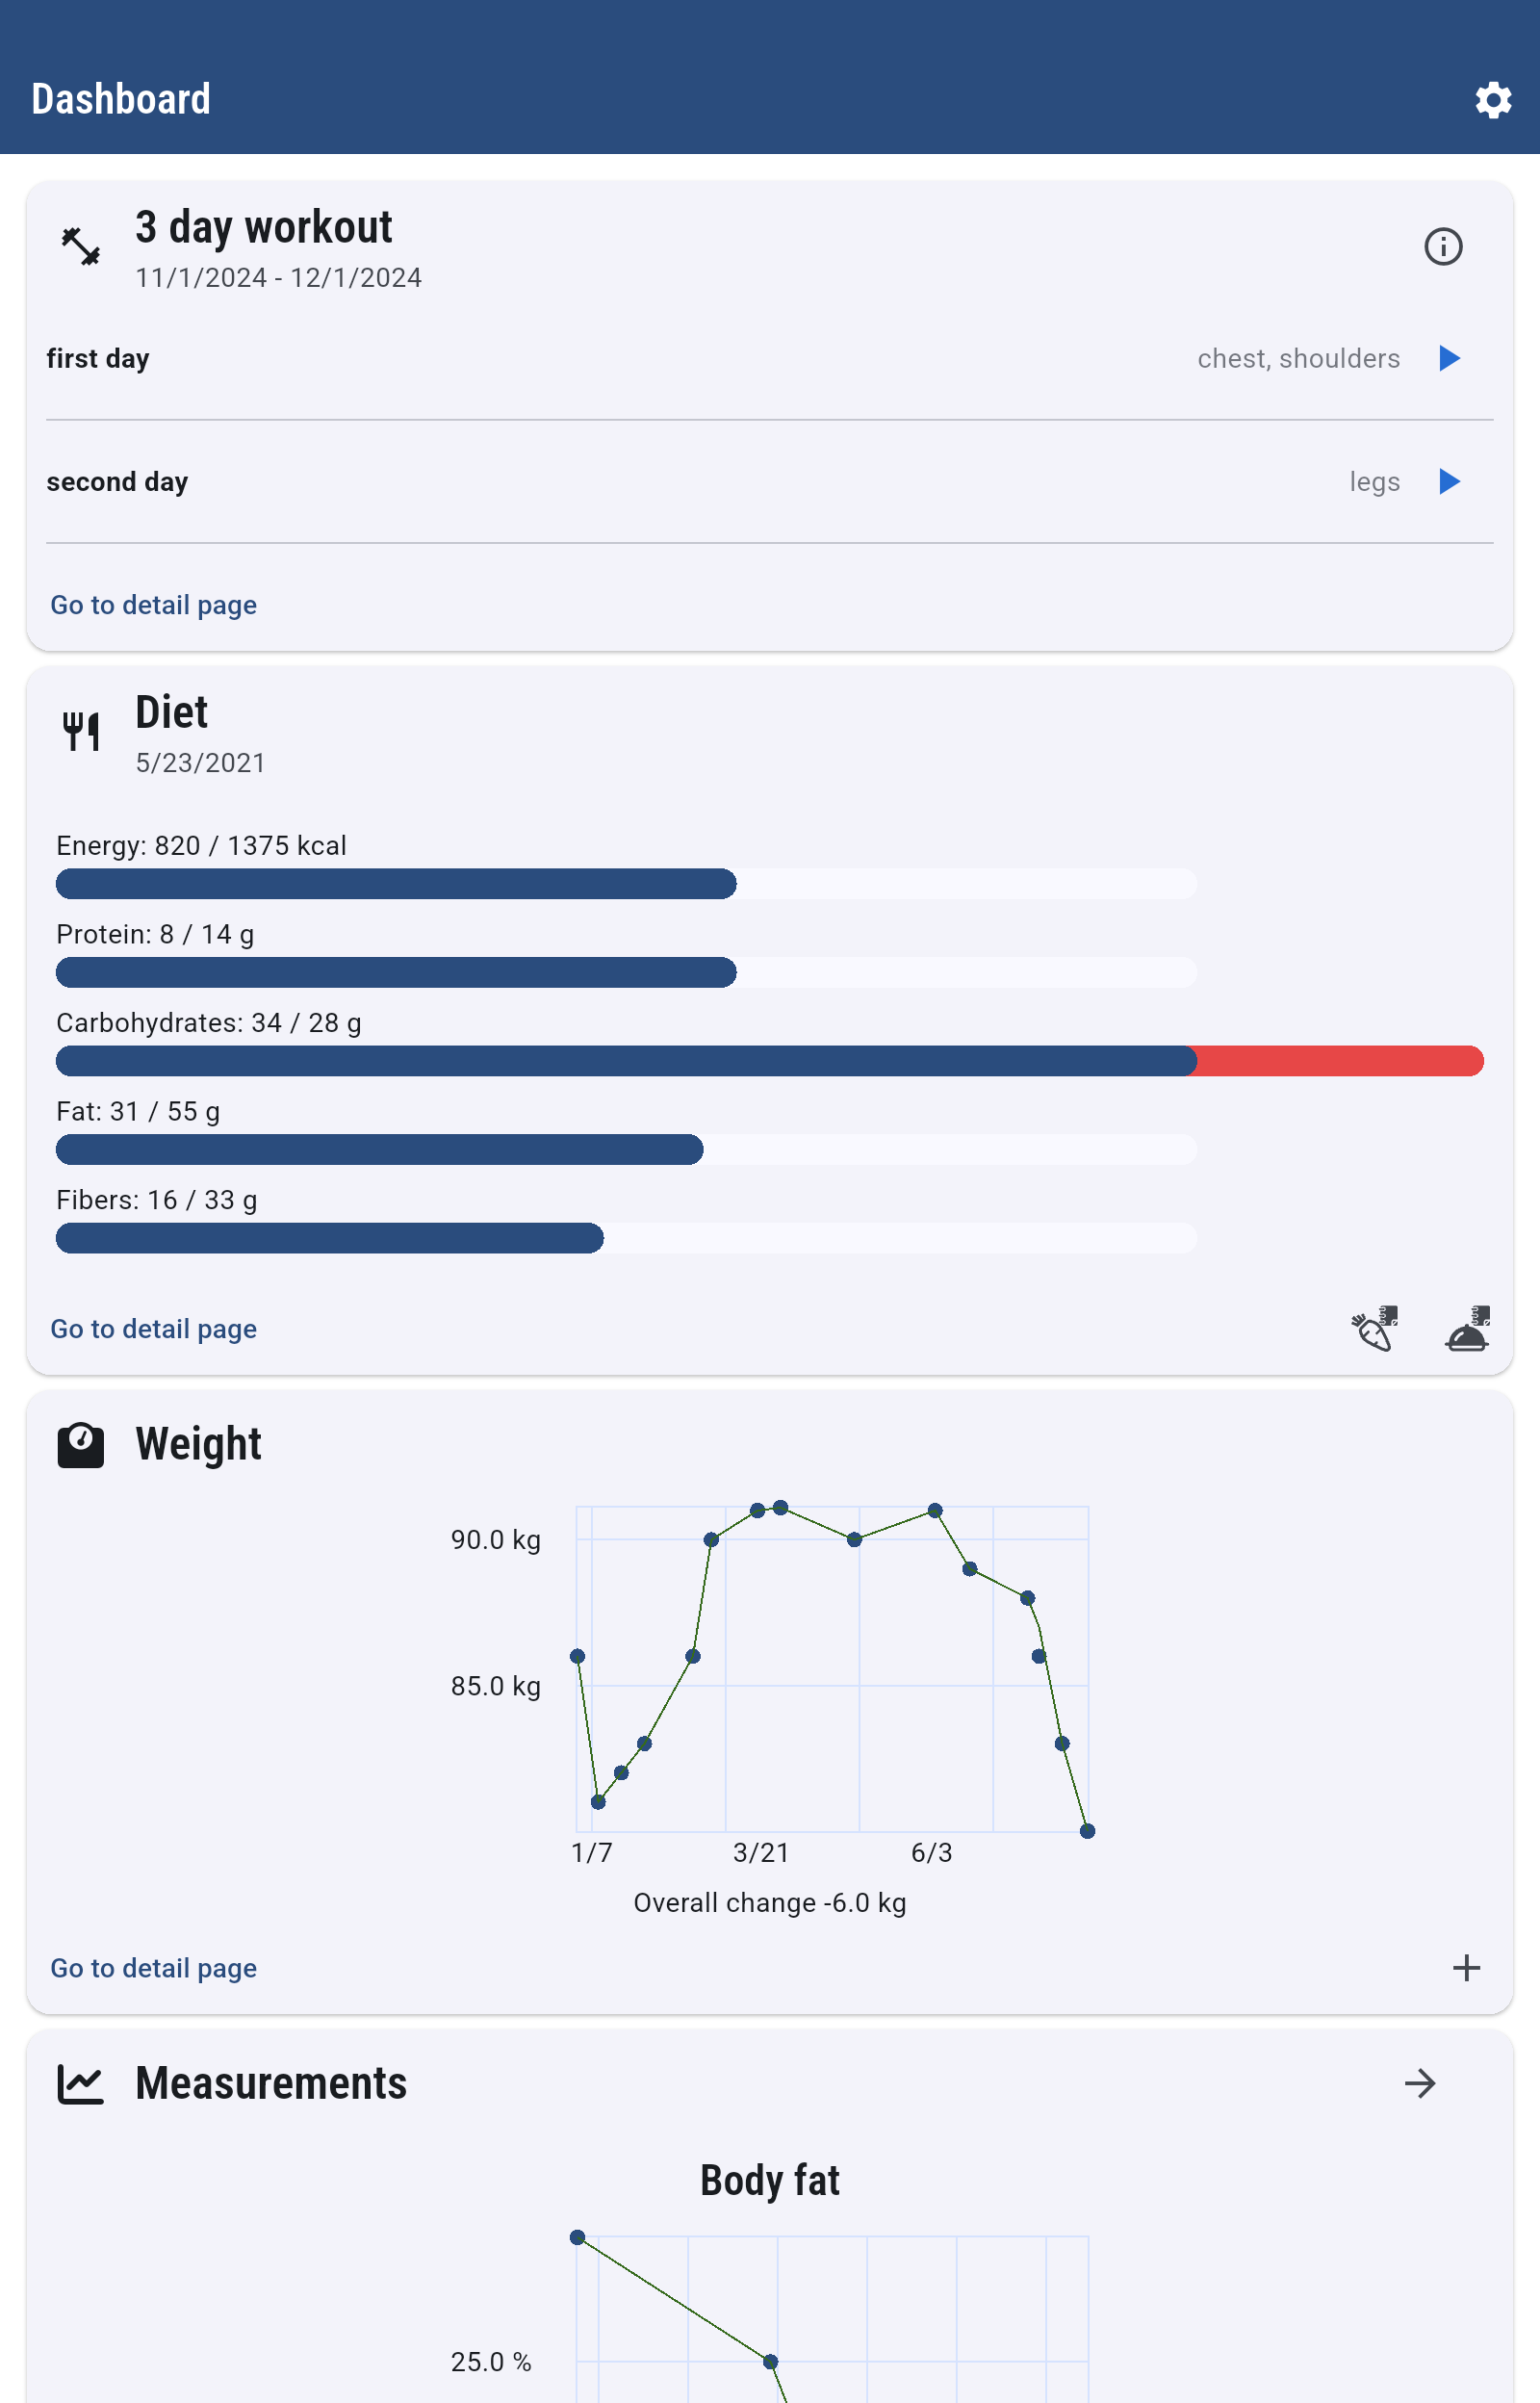 Dashboard
3 day workout
11/1/2024 - 12/1/2024
first day chest, shoulders
second day legs
Go to detail page
Diet
5/23/2021
Energy: 820 / 1375 kcal
Protein: 8 / 14 g
Carbohydrates: 34 / 28 g
Fat: 31 / 55 g
Fibers: 16 / 33 g
Go to detail page
Weight
90.0 kg
85.0 kg
1/7 3/21 6/3
Overall change -6.0 kg
Go to detail page
Measurements
Body fat
25.0 %